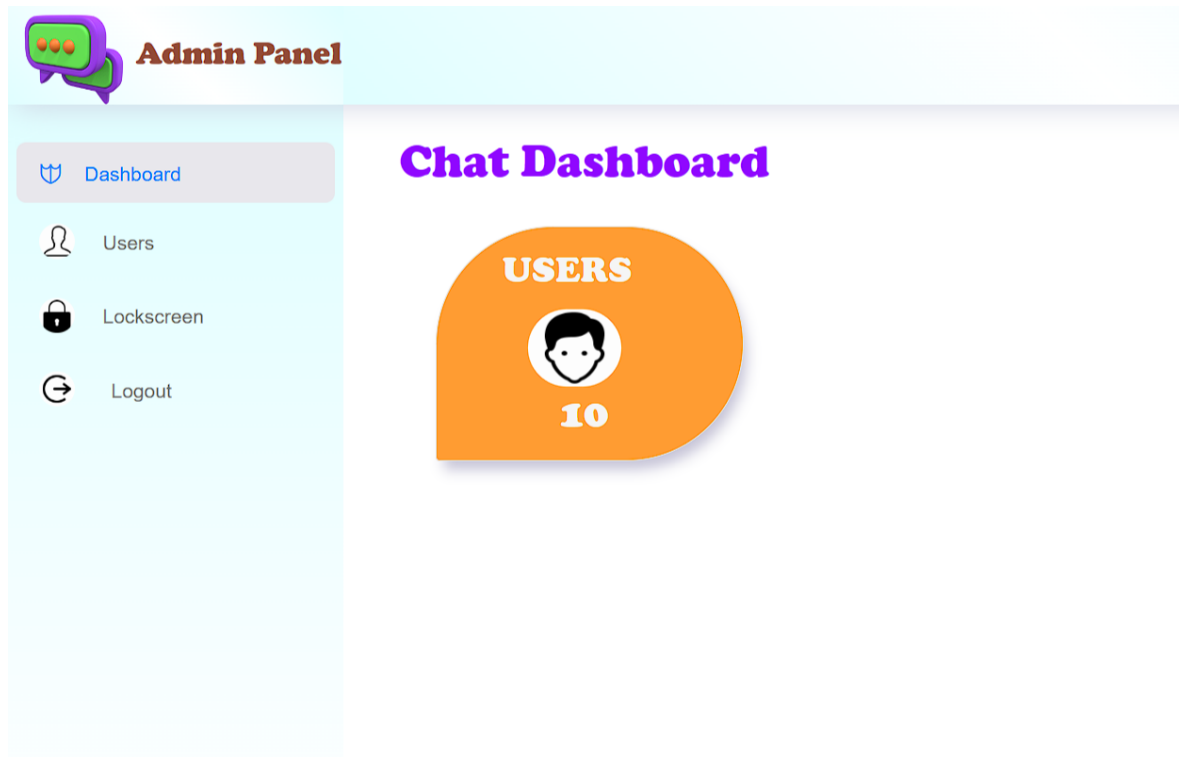 Admin Panel
Dashboard
Users
Lockscreen
Logout
Chat Dashboard
USERS
10